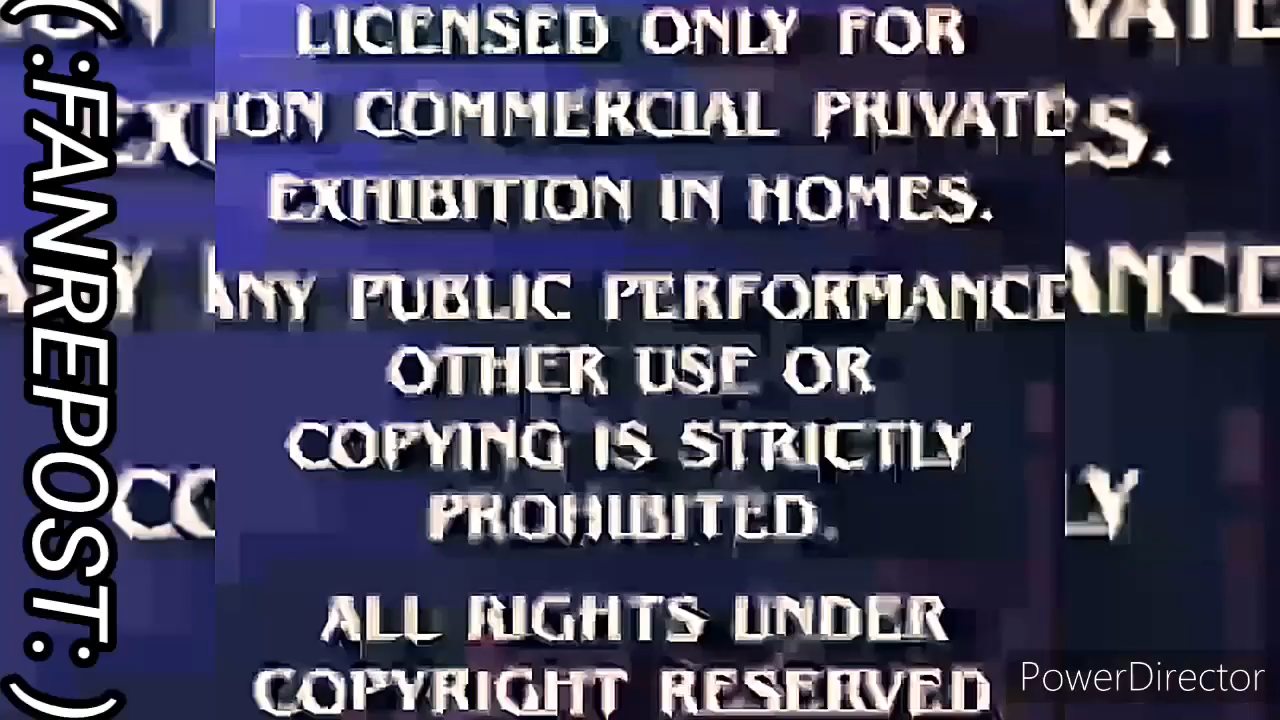 LICENSED ONLY FOR
NON COMMERCIAL PRIVATE
EXHIBITION IN HOMES.
ANY PUBLIC PERFORMANCE
OTHER USE OR
COPYING IS STRICTLY
PROHIBITED.
ALL RIGHTS UNDER
COPYRIGHT RESERVED
(:FANREPOST:)
PowerDirector